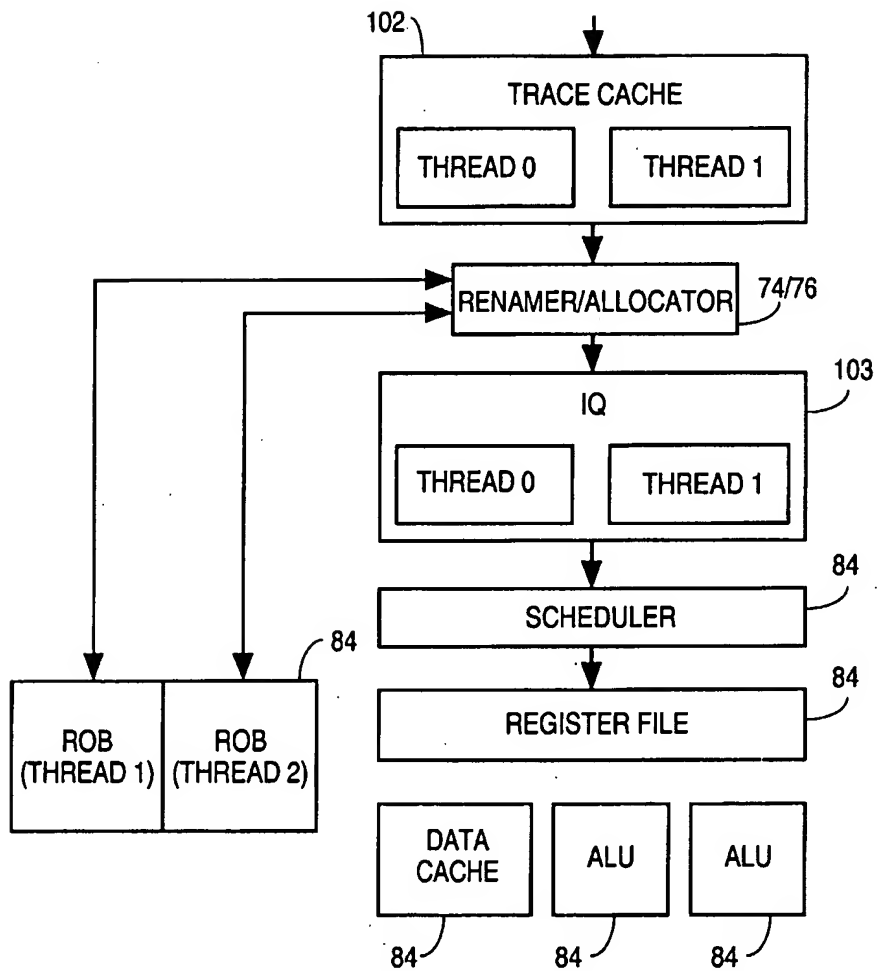 102
TRACE CACHE
THREAD 0
THREAD 1
RENAMER/ALLOCATOR
74/76
103
IQ
THREAD 0
THREAD 1
84
SCHEDULER
84
84
REGISTER FILE
ROB
(THREAD 1)
ROB
(THREAD 2)
DATA
CACHE
ALU
ALU
84
84
84